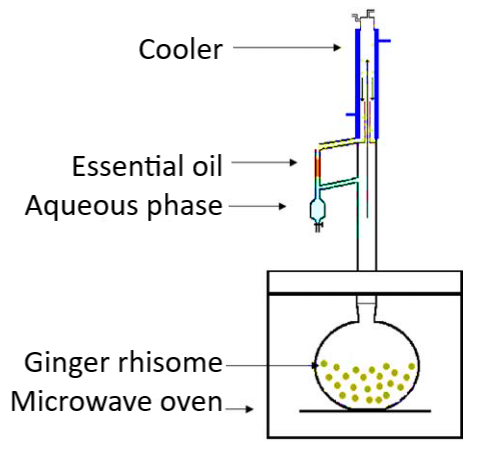 Cooler
Essential oil
Aqueous phase
Ginger rhisome
Microwave oven